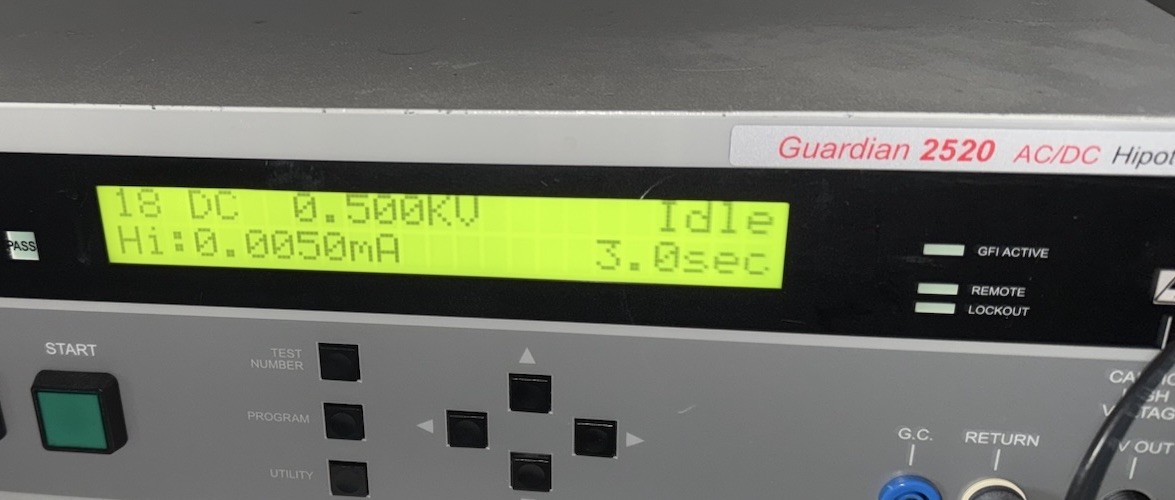 Guardian 2520 AC/DC Hipot
18 DC 0.500KV Idle
Hi:0.0050mA 3.0sec
PASS
GFI ACTIVE
REMOTE
LOCKOUT
START
TEST
NUMBER
PROGRAM
UTILITY
G.C.
RETURN
OUT